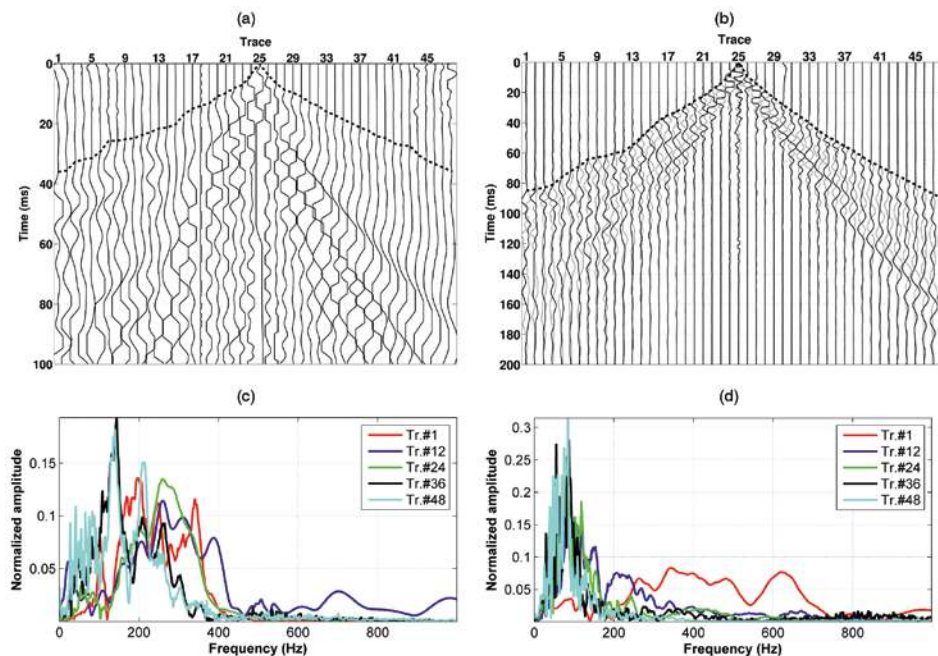 (a)
Trace
1 5 9 13 17 21 25 29 33 37 41 45
0
20
40
60
80
100
Time (ms)
(b)
Trace
1 5 9 13 17 21 25 29 33 37 41 45
0
20
40
60
80
100
120
140
160
180
200
Time (ms)
(c)
Normalized amplitude
0.15
0.1
0.05
0 200 400 600 800
Frequency (Hz)
Tr.#1
Tr.#12
Tr.#24
Tr.#36
Tr.#48
(d)
Normalized amplitude
0.3
0.25
0.2
0.15
0.1
0.05
0 200 400 600 800
Frequency (Hz)
Tr.#1
Tr.#12
Tr.#24
Tr.#36
Tr.#48